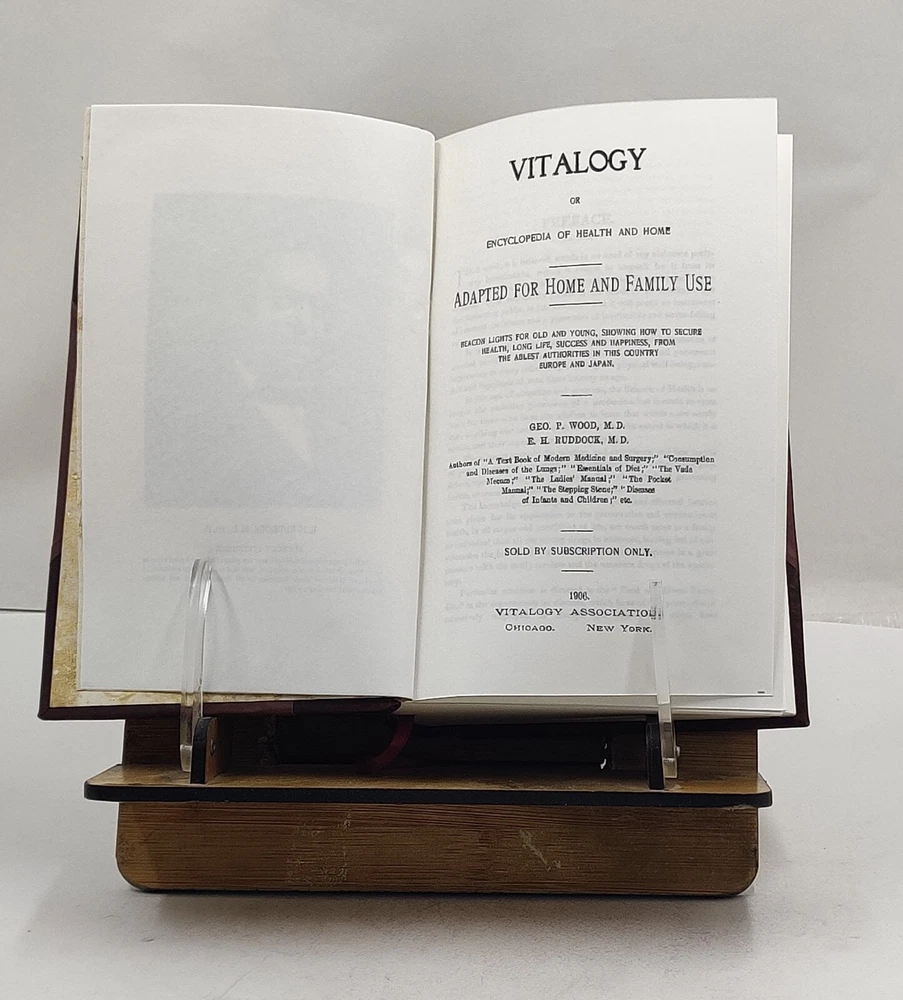 VITALOGY
OR
ENCYCLOPEDIA OF HEALTH AND HOME
ADAPTED FOR HOME AND FAMILY USE
BEACON LIGHTS FOR OLD AND YOUNG, SHOWING HOW TO SECURE
HEALTH, LONG LIFE, SUCCESS AND HAPPINESS, FROM
THE ABLEST AUTHORITIES IN THIS COUNTRY
EUROPE AND JAPAN.
GEO. P. WOOD, M. D.
E. H. RUDDOCK, M. D.
Authors of "A Text Book of Modern Medicine and Surgery;" "Consumption
and Diseases of the Lungs;" "Essentials of Diet;" "The Vade
Mecum;" "The Ladies' Manual;" "The Pocket
Manual;" "The Stepping Stone;" "Diseases
of Infants and Children;" etc.
SOLD BY SUBSCRIPTION ONLY.
1906.
VITALOGY ASSOCIATION,
CHICAGO. NEW YORK.